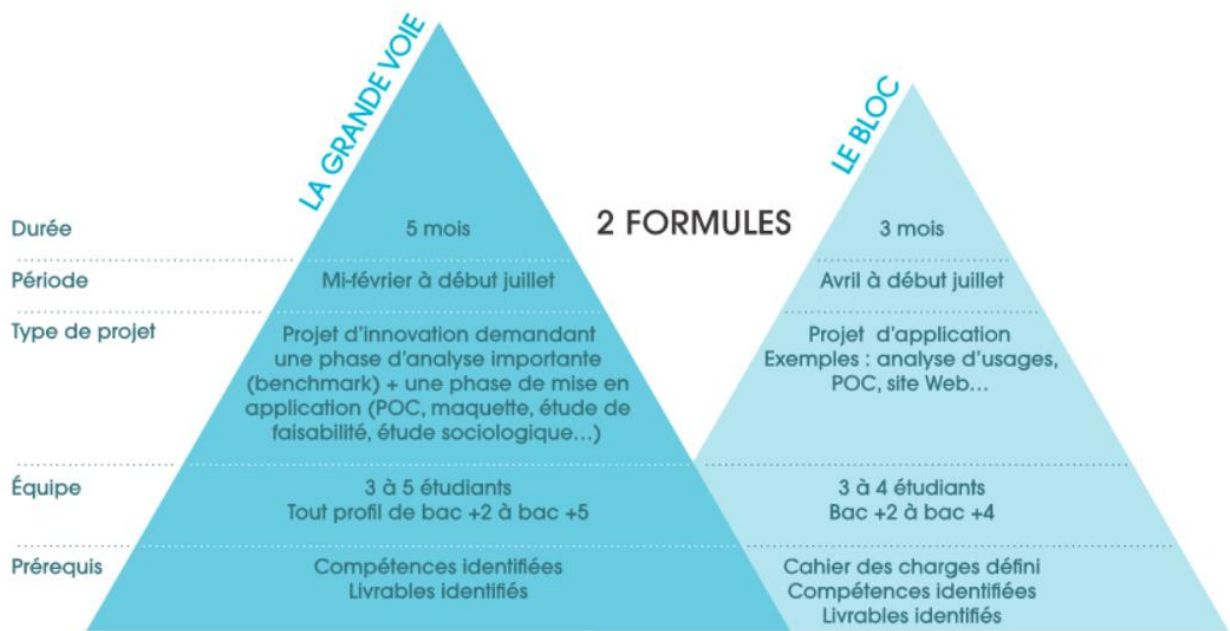 LA GRANDE VOIE
LE BLOC
2 FORMULES
Durée
5 mois
3 mois
Période
Mi-février à début juillet
Avril à début juillet
Type de projet
Projet d'innovation demandant
une phase d'analyse importante
(benchmark) + une phase de mise en
application (POC, maquette, étude de
faisabilité, étude sociologique...)
Projet d'application
Exemples : analyse d'usages,
POC, site Web...
Équipe
3 à 5 étudiants
Tout profil de bac +2 à bac +5
3 à 4 étudiants
Bac +2 à bac +4
Prérequis
Compétences identifiées
Livrables identifiés
Cahier des charges défini
Compétences identifiées
Livrables identifiés